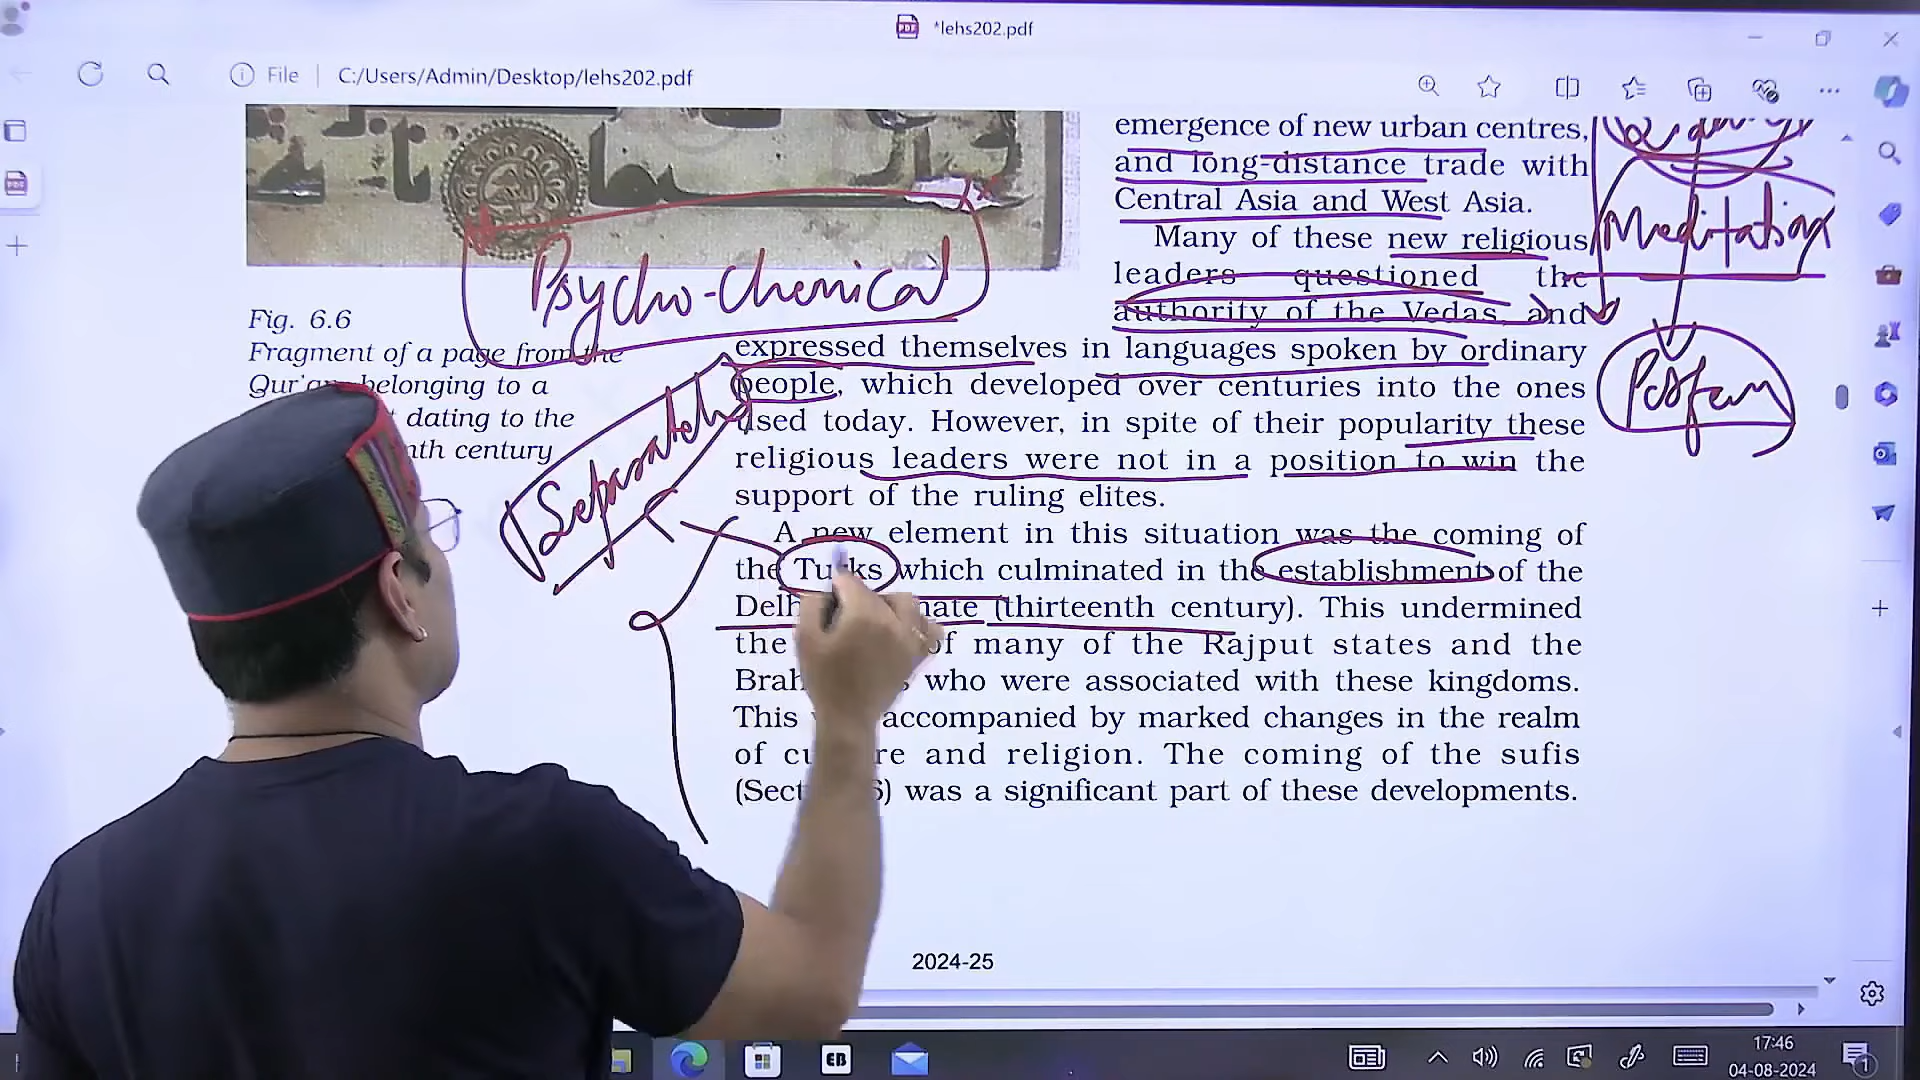 *lehs202.pdf
File
C:/Users/Admin/Desktop/lehs202.pdf
emergence of new urban centres,
and long-distance trade with
Central Asia and West Asia.
Many of these new religious
leaders questioned the
authority of the Vedas, and
expressed themselves in languages spoken by ordinary
people, which developed over centuries into the ones
used today. However, in spite of their popularity these
religious leaders were not in a position to win the
support of the ruling elites.
A new element in this situation was the coming of
the Turks which culminated in the establishment of the
(thirteenth century). This undermined
the of many of the Rajput states and the
who were associated with these kingdoms.
This accompanied by marked changes in the realm
of and religion. The coming of the sufis
was a significant part of these developments.
Fig. 6.6
Fragment of a page from the
belonging to a
dating to the
century
Psycho-Chemical
Meditation
Perform
2024-25
EB
17:46
04-08-2024
1